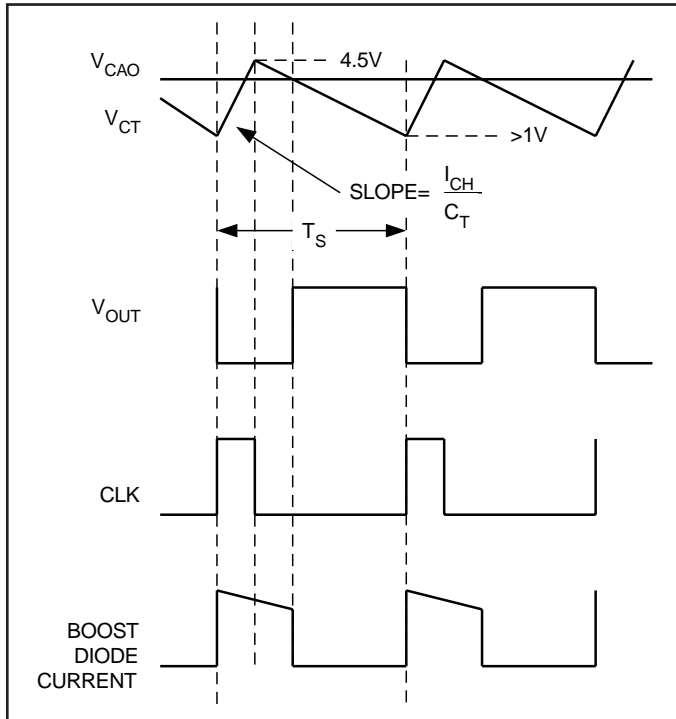 V_CAO
4.5V
V_CT
>1V
SLOPE= I_CH / C_T
T_S
V_OUT
CLK
BOOST
DIODE
CURRENT